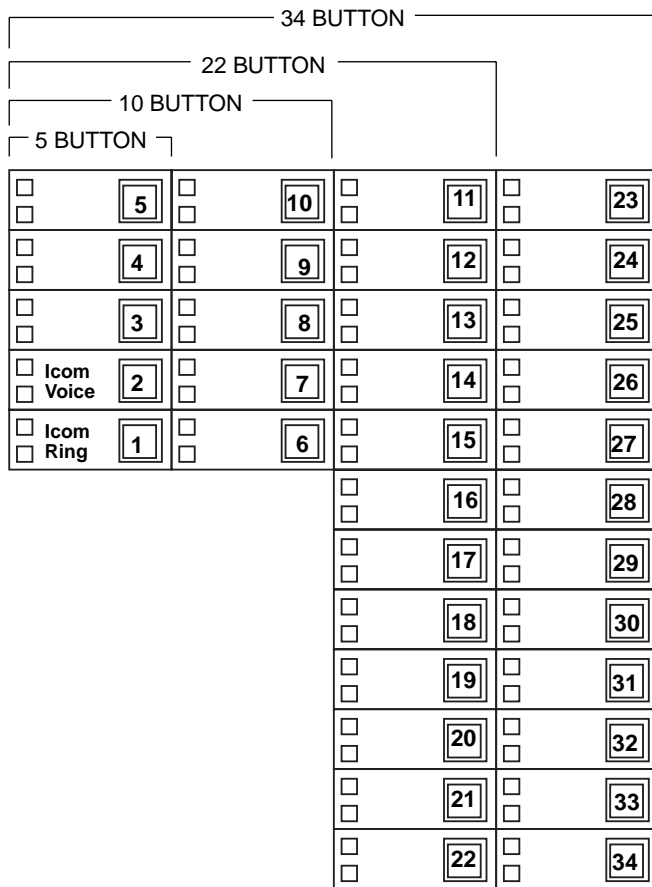 34 BUTTON
22 BUTTON
10 BUTTON
5 BUTTON
5 10 11 23
4 9 12 24
3 8 13 25
Icom Voice 2 7 14 26
Icom Ring 1 6 15 27
16 28
17 29
18 30
19 31
20 32
21 33
22 34